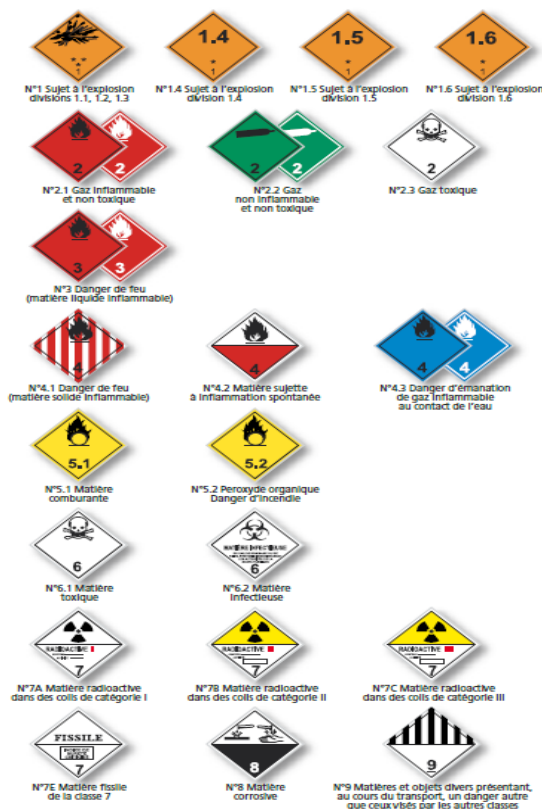 1
1.4
1
1.5
1
1.6
1
N°1 Sujet à l'explosion
divisions 1.1, 1.2, 1.3
N°1.4 Sujet à l'explosion
division 1.4
N°1.5 Sujet à l'explosion
division 1.5
N°1.6 Sujet à l'explosion
division 1.6
2
2
2
2
2
N°2.1 Gaz inflammable
et non toxique
N°2.2 Gaz
non inflammable
et non toxique
N°2.3 Gaz toxique
3
3
N°3 Danger de feu
(matière liquide inflammable)
4
4
4
4
N°4.1 Danger de feu
(matière solide inflammable)
N°4.2 Matière sujette
à inflammation spontanée
N°4.3 Danger d'émanation
de gaz inflammable
au contact de l'eau
5.1
5.2
N°5.1 Matière
comburante
N°5.2 Peroxyde organique
Danger d'incendie
6
MATIÈRE INFECTIEUSE
6
N°6.1 Matière
toxique
N°6.2 Matière
infectieuse
RADIOACTIVE
7
RADIOACTIVE
7
RADIOACTIVE
7
N°7A Matière radioactive
dans des colis de catégorie I
N°7B Matière radioactive
dans des colis de catégorie II
N°7C Matière radioactive
dans des colis de catégorie III
FISSILE
7
8
9
N°7E Matière fissile
de la classe 7
N°8 Matière
corrosive
N°9 Matières et objets divers présentant,
au cours du transport, un danger autre
que ceux visés par les autres classes